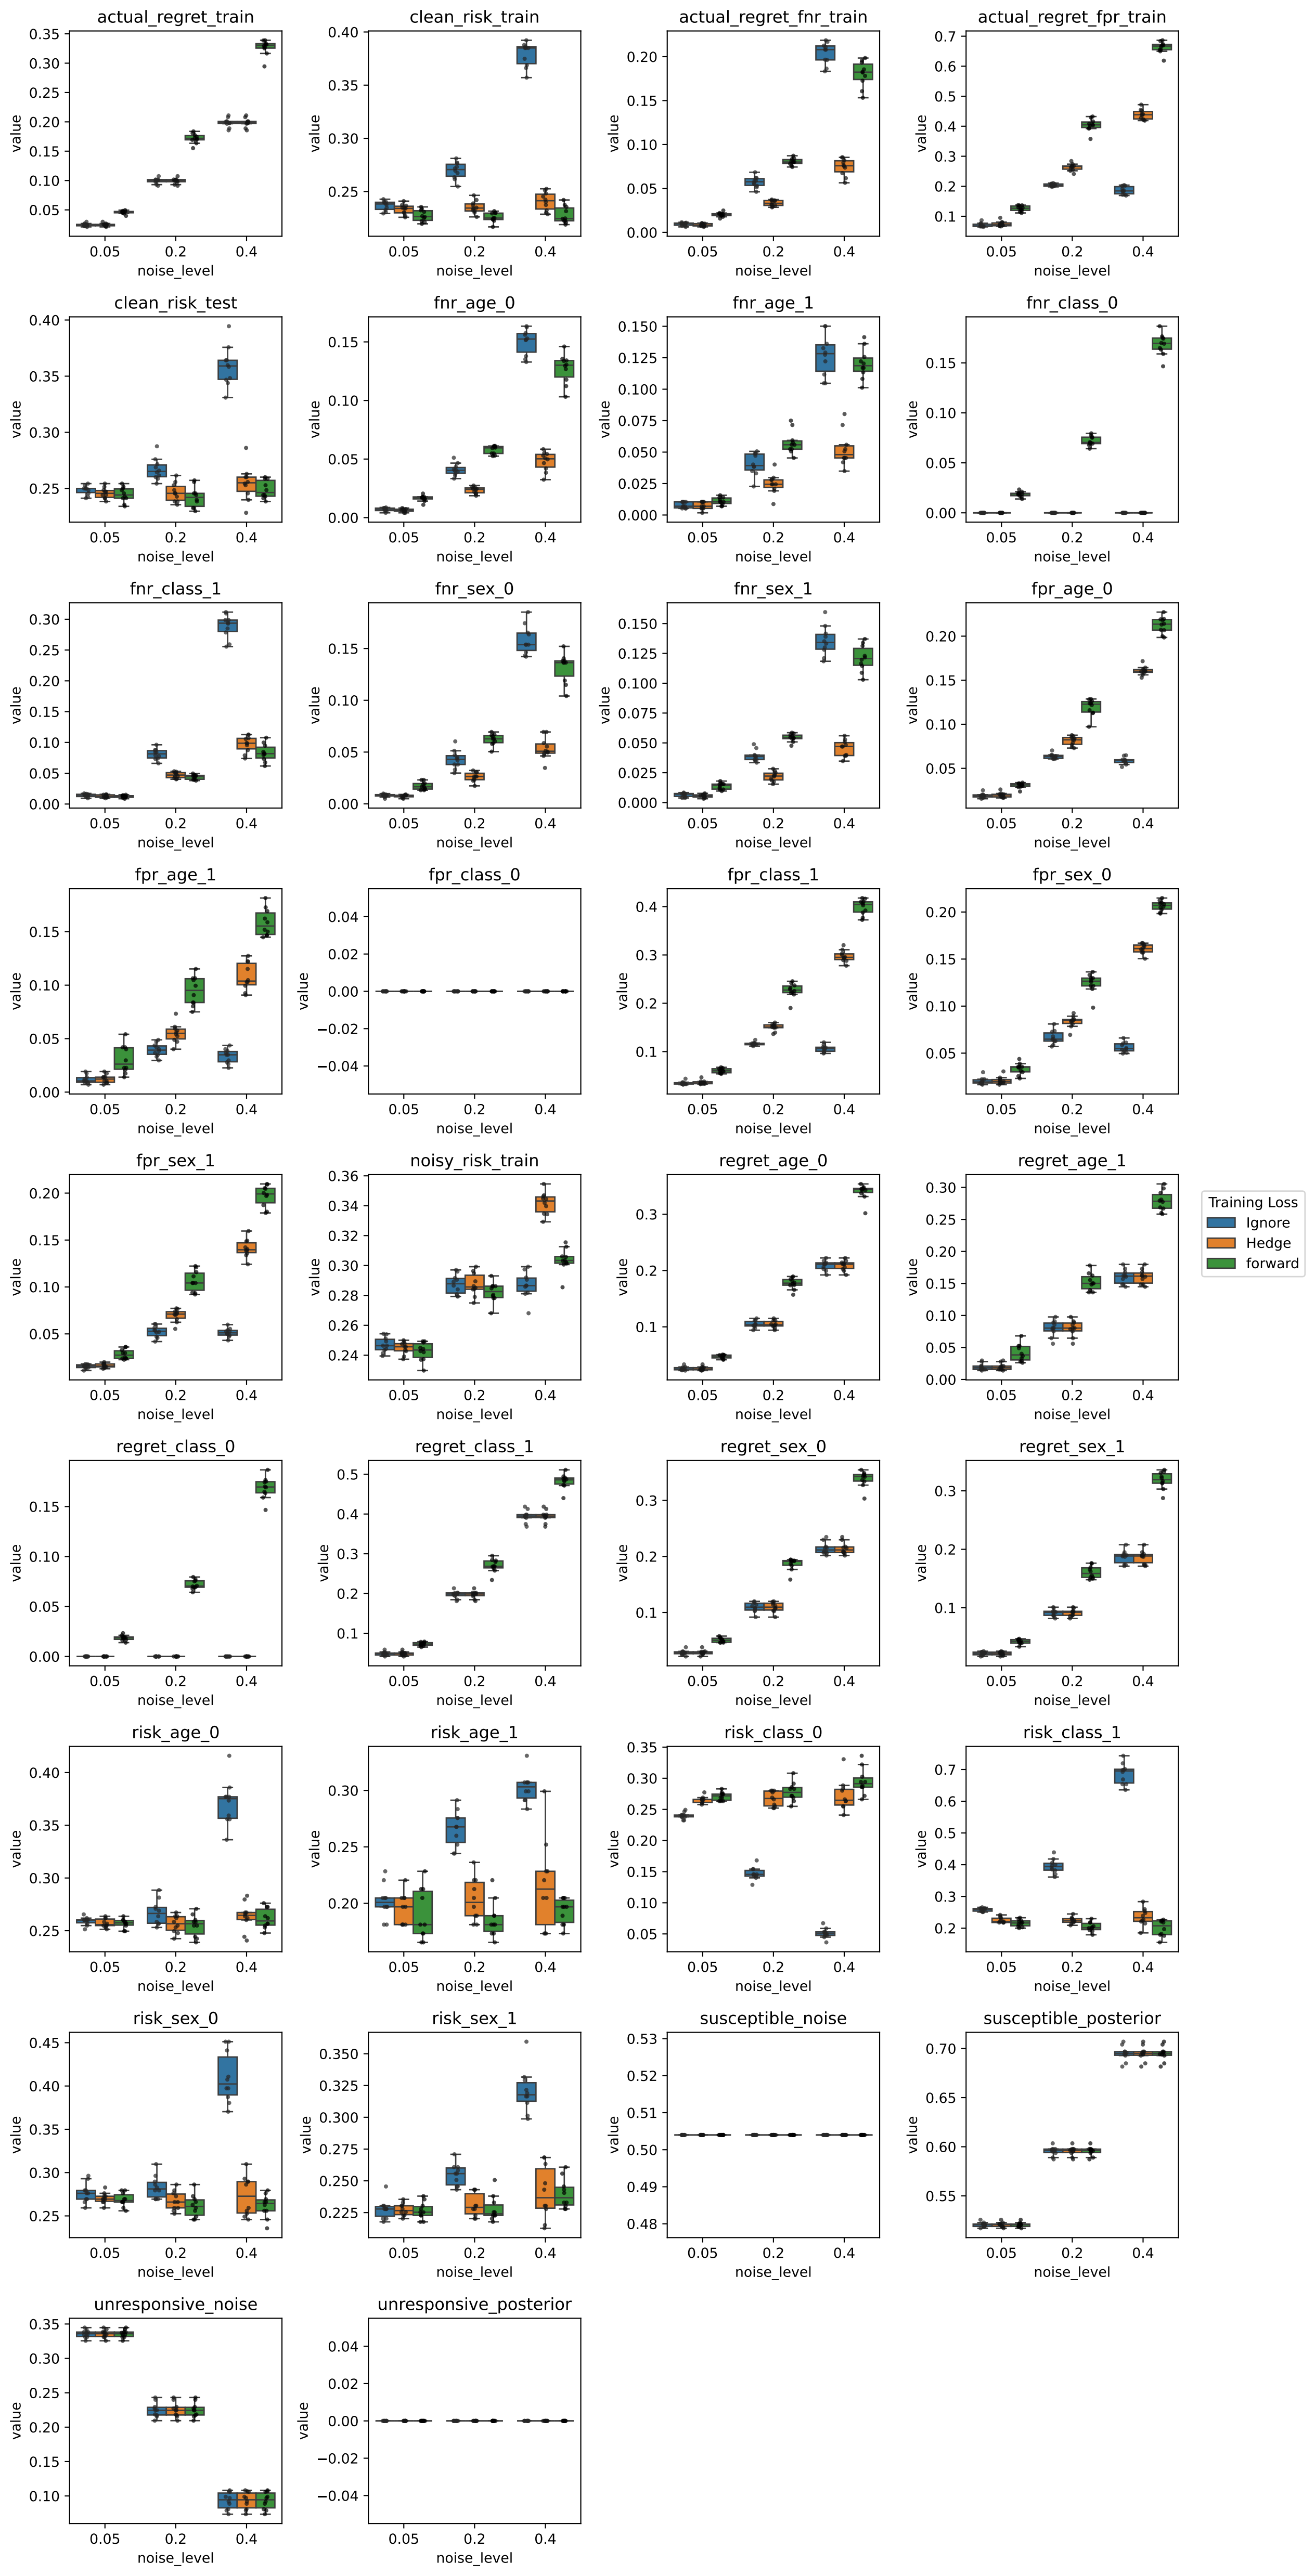 actual_regret_train
value
0.35
0.30
0.25
0.20
0.15
0.10
0.05
0.05 0.2 0.4
noise_level
clean_risk_train
value
0.40
0.35
0.30
0.25
0.05 0.2 0.4
noise_level
actual_regret_fnr_train
value
0.20
0.15
0.10
0.05
0.00
0.05 0.2 0.4
noise_level
actual_regret_fpr_train
value
0.7
0.6
0.5
0.4
0.3
0.2
0.1
0.05 0.2 0.4
noise_level
clean_risk_test
value
0.40
0.35
0.30
0.25
0.05 0.2 0.4
noise_level
fnr_age_0
value
0.15
0.10
0.05
0.00
0.05 0.2 0.4
noise_level
fnr_age_1
value
0.150
0.125
0.100
0.075
0.050
0.025
0.000
0.05 0.2 0.4
noise_level
fnr_class_0
value
0.15
0.10
0.05
0.00
0.05 0.2 0.4
noise_level
fnr_class_1
value
0.30
0.25
0.20
0.15
0.10
0.05
0.00
0.05 0.2 0.4
noise_level
fnr_sex_0
value
0.15
0.10
0.05
0.00
0.05 0.2 0.4
noise_level
fnr_sex_1
value
0.150
0.125
0.100
0.075
0.050
0.025
0.000
0.05 0.2 0.4
noise_level
fpr_age_0
value
0.20
0.15
0.10
0.05
0.05 0.2 0.4
noise_level
fpr_age_1
value
0.15
0.10
0.05
0.00
0.05 0.2 0.4
noise_level
fpr_class_0
value
0.04
0.02
0.00
−0.02
−0.04
0.05 0.2 0.4
noise_level
fpr_class_1
value
0.4
0.3
0.2
0.1
0.05 0.2 0.4
noise_level
fpr_sex_0
value
0.20
0.15
0.10
0.05
0.05 0.2 0.4
noise_level
fpr_sex_1
value
0.20
0.15
0.10
0.05
0.05 0.2 0.4
noise_level
noisy_risk_train
value
0.36
0.34
0.32
0.30
0.28
0.26
0.24
0.05 0.2 0.4
noise_level
regret_age_0
value
0.3
0.2
0.1
0.05 0.2 0.4
noise_level
regret_age_1
value
0.30
0.25
0.20
0.15
0.10
0.05
0.00
0.05 0.2 0.4
noise_level
Training Loss
Ignore
Hedge
forward
regret_class_0
value
0.15
0.10
0.05
0.00
0.05 0.2 0.4
noise_level
regret_class_1
value
0.5
0.4
0.3
0.2
0.1
0.05 0.2 0.4
noise_level
regret_sex_0
value
0.3
0.2
0.1
0.05 0.2 0.4
noise_level
regret_sex_1
value
0.3
0.2
0.1
0.05 0.2 0.4
noise_level
risk_age_0
value
0.40
0.35
0.30
0.25
0.05 0.2 0.4
noise_level
risk_age_1
value
0.30
0.25
0.20
0.05 0.2 0.4
noise_level
risk_class_0
value
0.35
0.30
0.25
0.20
0.15
0.10
0.05
0.05 0.2 0.4
noise_level
risk_class_1
value
0.7
0.6
0.5
0.4
0.3
0.2
0.05 0.2 0.4
noise_level
risk_sex_0
value
0.45
0.40
0.35
0.30
0.25
0.05 0.2 0.4
noise_level
risk_sex_1
value
0.350
0.325
0.300
0.275
0.250
0.225
0.05 0.2 0.4
noise_level
susceptible_noise
value
0.53
0.52
0.51
0.50
0.49
0.48
0.05 0.2 0.4
noise_level
susceptible_posterior
value
0.70
0.65
0.60
0.55
0.05 0.2 0.4
noise_level
unresponsive_noise
value
0.35
0.30
0.25
0.20
0.15
0.10
0.05 0.2 0.4
noise_level
unresponsive_posterior
value
0.04
0.02
0.00
−0.02
−0.04
0.05 0.2 0.4
noise_level